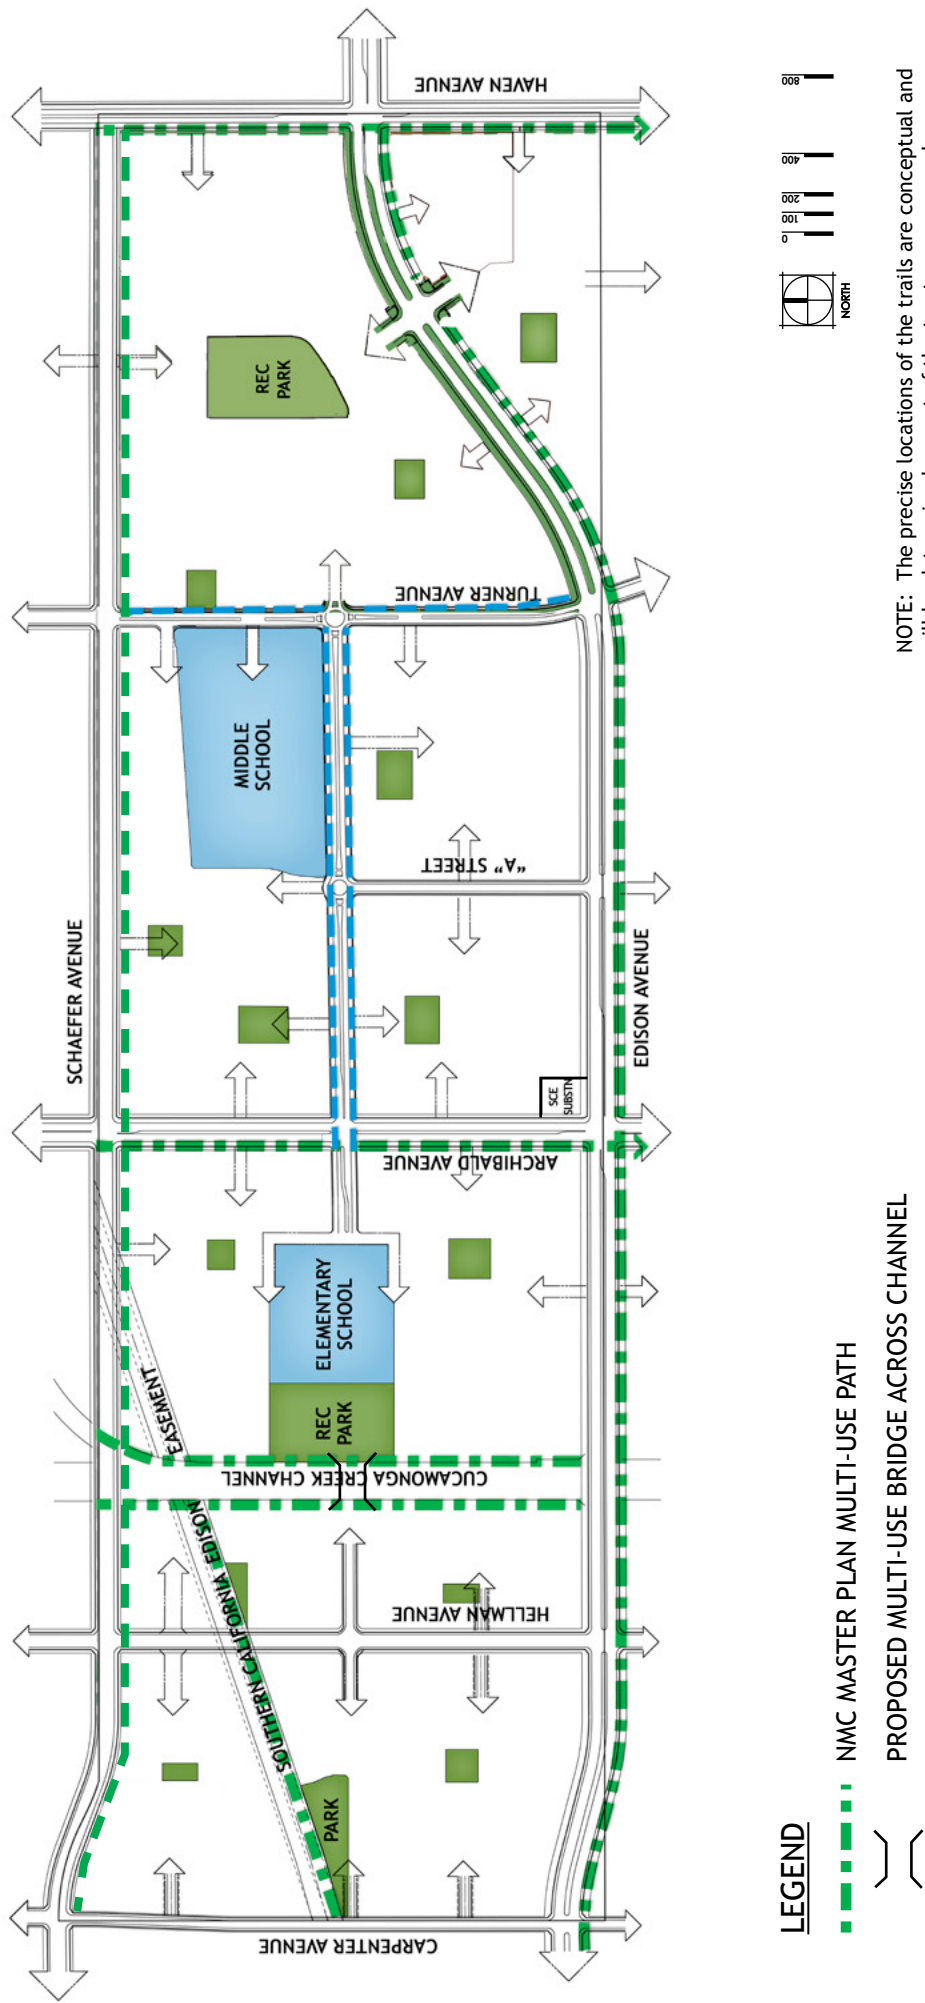 HAVEN AVENUE
SCHAEFER AVENUE
REC
PARK
TURNER AVENUE
MIDDLE
SCHOOL
"A" STREET
EDISON AVENUE
SCE
SUBSTN
ARCHIBALD AVENUE
ELEMENTARY
SCHOOL
REC
PARK
EASEMENT
CUCAMONGA CREEK CHANNEL
SOUTHERN CALIFORNIA EDISON
HELLMAN AVENUE
PARK
CARPENTER AVENUE
LEGEND
NMC MASTER PLAN MULTI-USE PATH
PROPOSED MULTI-USE BRIDGE ACROSS CHANNEL
NORTH
0 100 200 400 800
NOTE: The precise locations of the trails are conceptual and